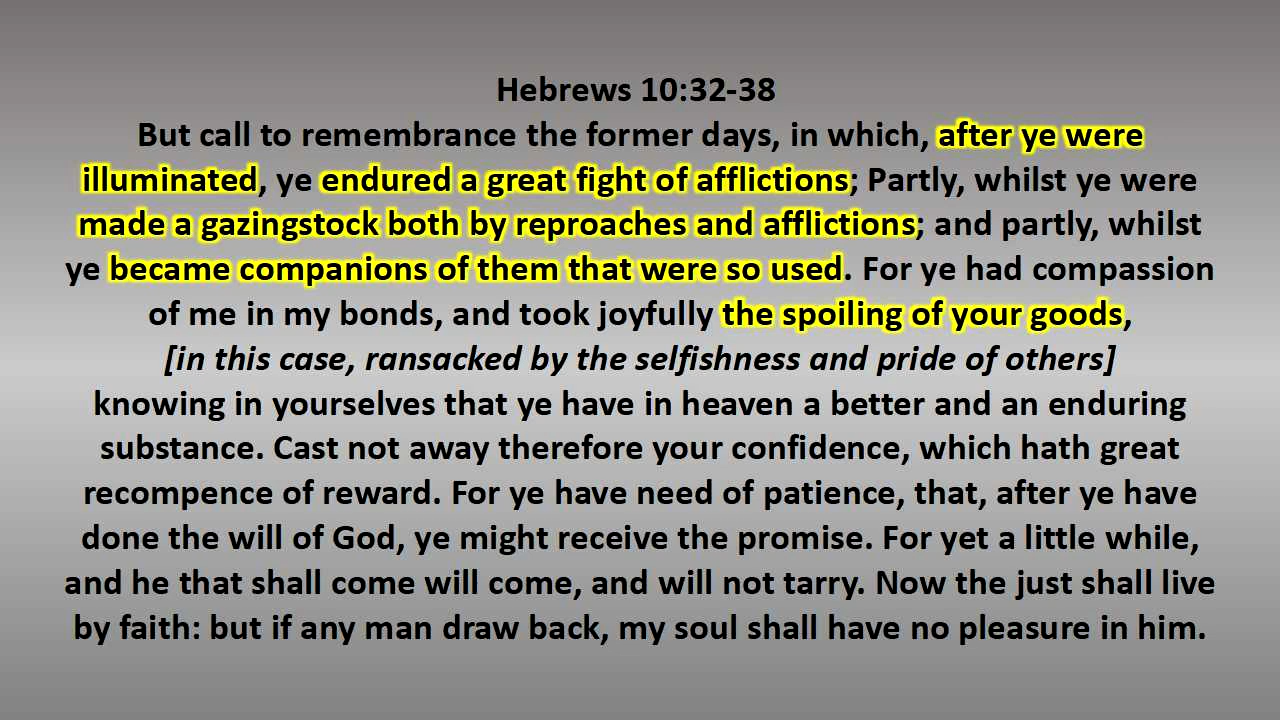 Hebrews 10:32-38
But call to remembrance the former days, in which, after ye were
illuminated, ye endured a great fight of afflictions; Partly, whilst ye were
made a gazingstock both by reproaches and afflictions; and partly, whilst
ye became companions of them that were so used. For ye had compassion
of me in my bonds, and took joyfully the spoiling of your goods,
[in this case, ransacked by the selfishness and pride of others]
knowing in yourselves that ye have in heaven a better and an enduring
substance. Cast not away therefore your confidence, which hath great
recompence of reward. For ye have need of patience, that, after ye have
done the will of God, ye might receive the promise. For yet a little while,
and he that shall come will come, and will not tarry. Now the just shall live
by faith: but if any man draw back, my soul shall have no pleasure in him.